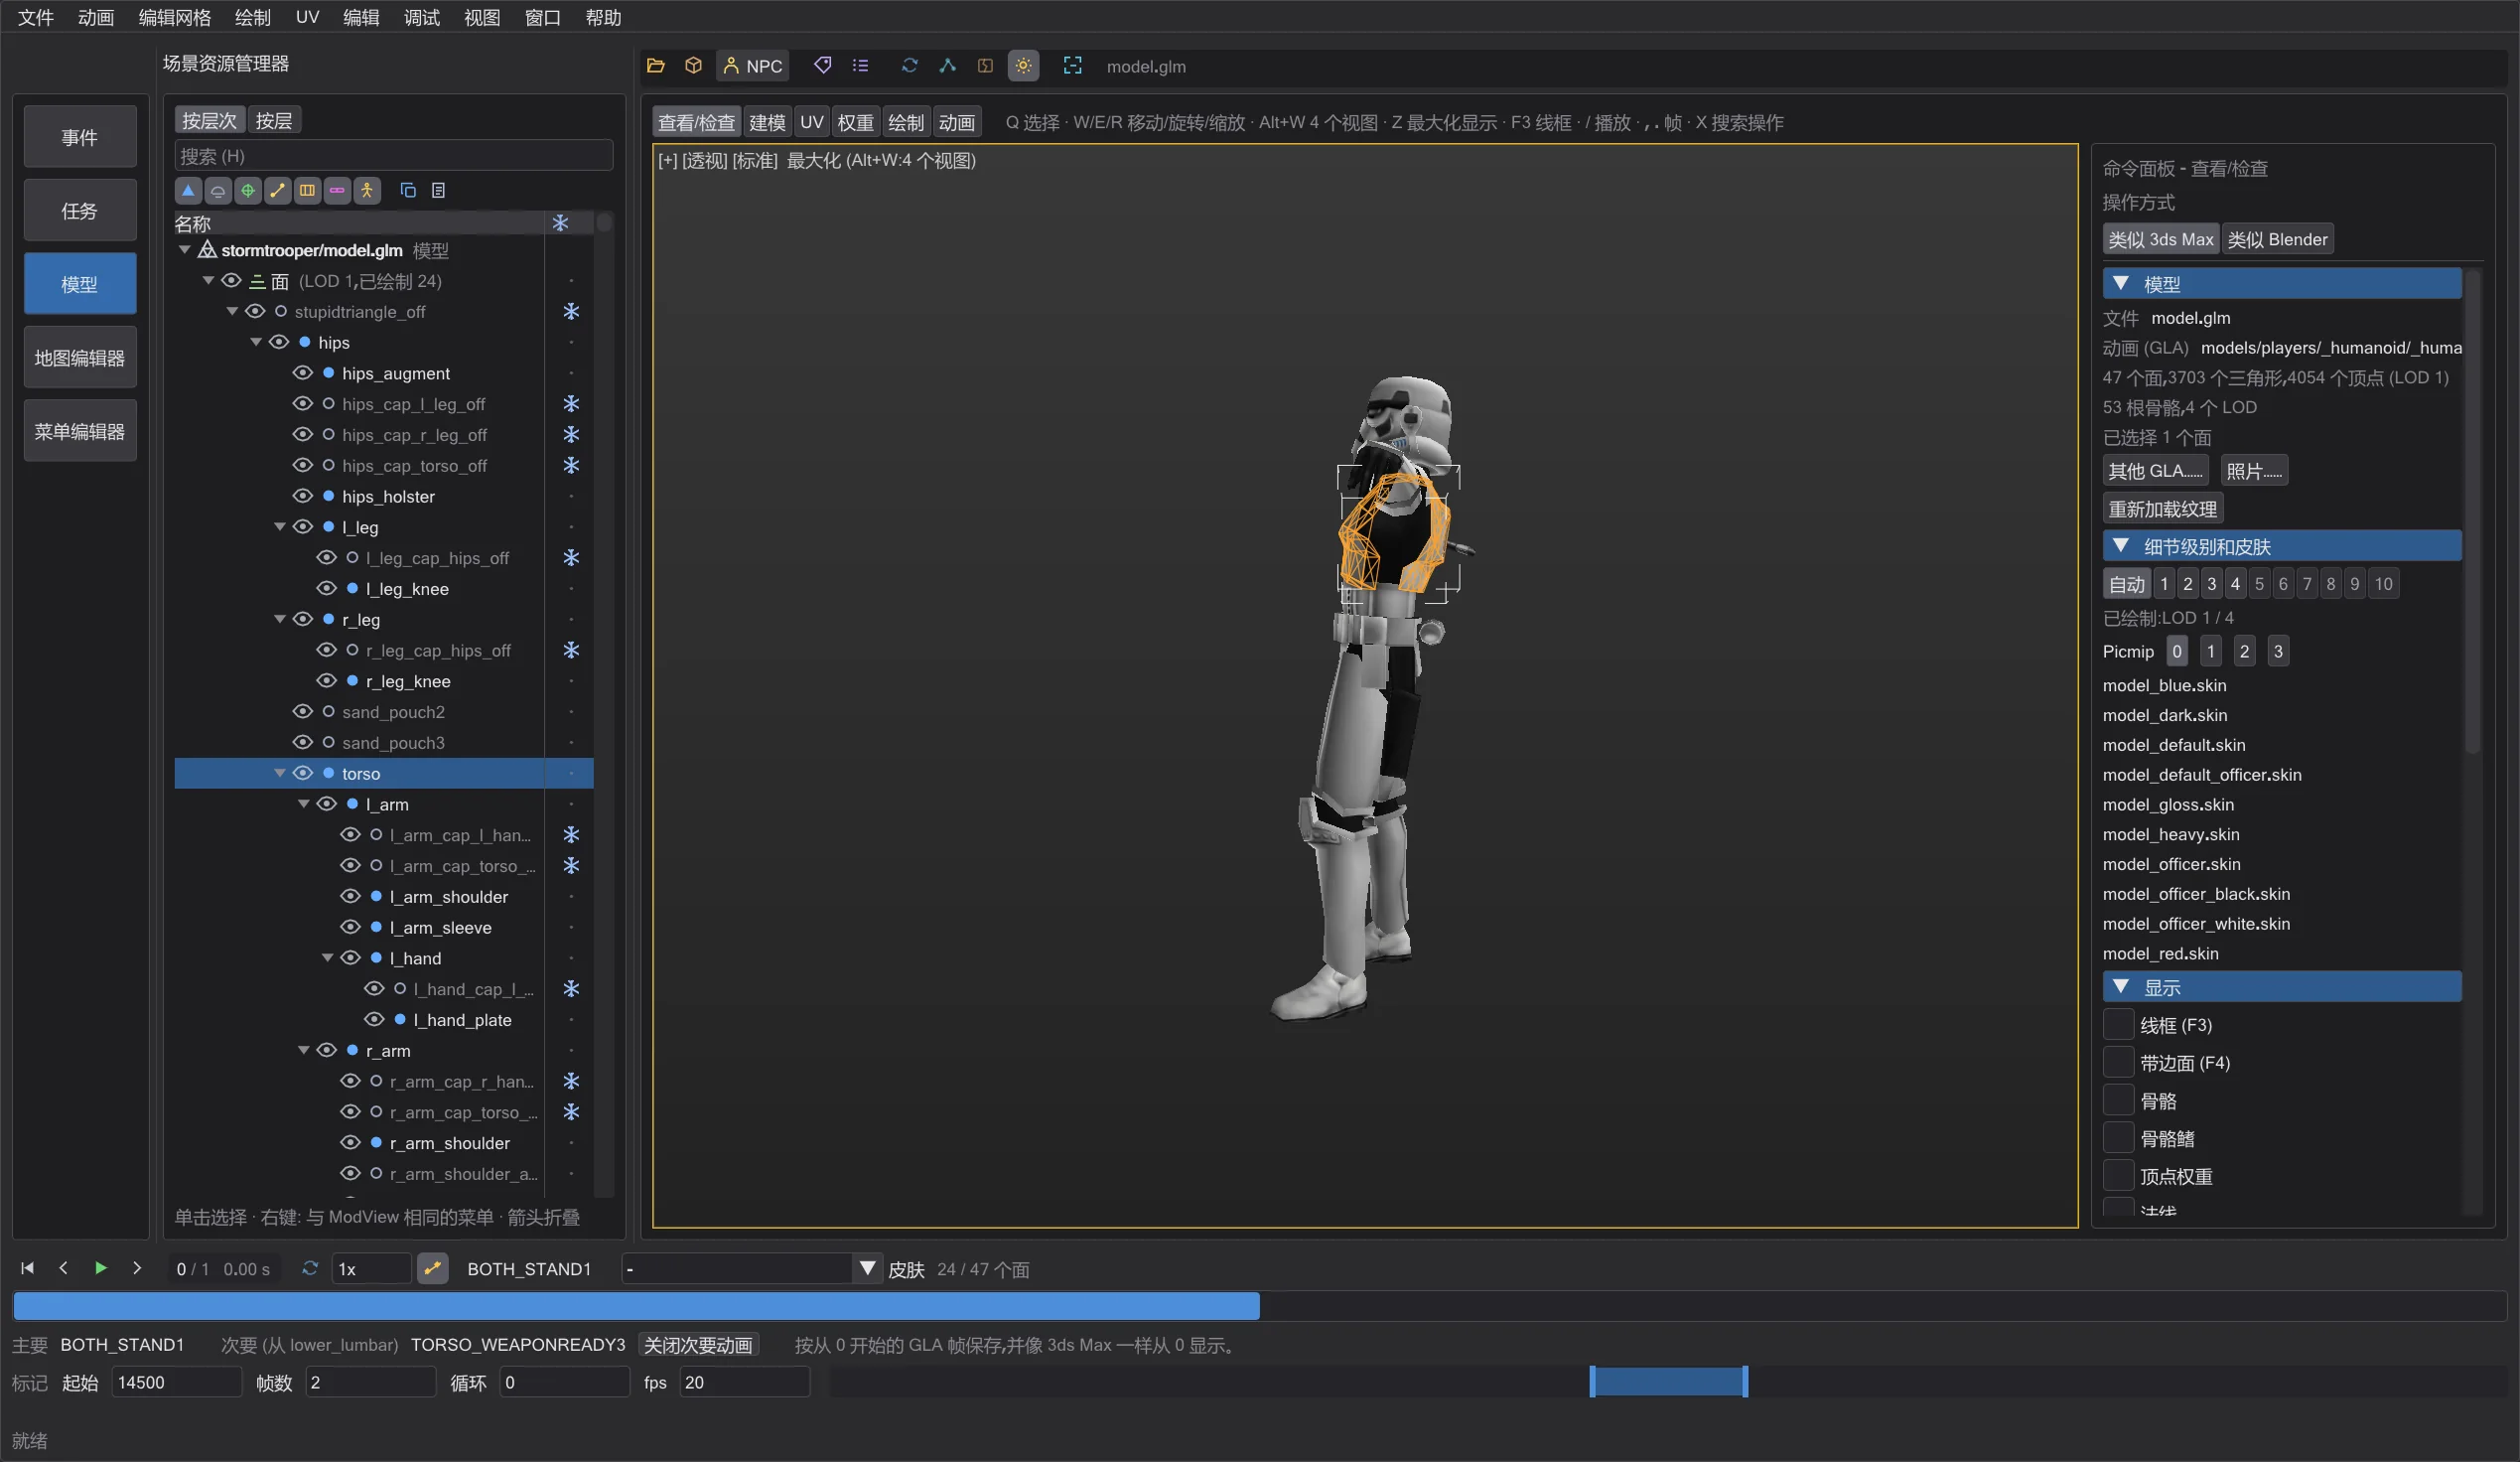 文件 动画 编辑网格 绘制 UV 编辑 调试 视图 窗口 帮助
场景资源管理器
NPC
model.glm
事件
任务
模型
地图编辑器
菜单编辑器
按层次 按层
搜索 (H)
名称
stormtrooper/model.glm 模型
面 (LOD 1,已绘制 24)
stupidtriangle_off
hips
hips_augment
hips_cap_l_leg_off
hips_cap_r_leg_off
hips_cap_torso_off
hips_holster
l_leg
l_leg_cap_hips_off
l_leg_knee
r_leg
r_leg_cap_hips_off
r_leg_knee
sand_pouch2
sand_pouch3
torso
l_arm
l_arm_cap_l_han...
l_arm_cap_torso_...
l_arm_shoulder
l_arm_sleeve
l_hand
l_hand_cap_l_...
l_hand_plate
r_arm
r_arm_cap_r_han...
r_arm_cap_torso_...
r_arm_shoulder
r_arm_shoulder_a...
单击选择 · 右键: 与 ModView 相同的菜单 · 箭头折叠
查看/检查 建模 UV 权重 绘制 动画 Q 选择 · W/E/R 移动/旋转/缩放 · Alt+W 4 个视图 · Z 最大化显示 · F3 线框 · / 播放 · , . 帧 · X 搜索操作
[+] [透视] [标准] 最大化 (Alt+W:4 个视图)
命令面板 - 查看/检查
操作方式
类似 3ds Max 类似 Blender
模型
文件 model.glm
动画 (GLA) models/players/_humanoid/_huma
47 个面,3703 个三角形,4054 个顶点 (LOD 1)
53 根骨骼,4 个 LOD
已选择 1 个面
其他 GLA...... 照片......
重新加载纹理
细节级别和皮肤
自动 1 2 3 4 5 6 7 8 9 10
已绘制:LOD 1 / 4
Picmip 0 1 2 3
model_blue.skin
model_dark.skin
model_default.skin
model_default_officer.skin
model_gloss.skin
model_heavy.skin
model_officer.skin
model_officer_black.skin
model_officer_white.skin
model_red.skin
显示
线框 (F3)
带边面 (F4)
骨骼
骨骼鳍
顶点权重
法线
0 / 1 0.00 s 1x BOTH_STAND1 - 皮肤 24 / 47 个面
主要 BOTH_STAND1 次要 (从 lower_lumbar) TORSO_WEAPONREADY3 关闭次要动画 按从 0 开始的 GLA 帧保存,并像 3ds Max 一样从 0 显示。
标记 起始 14500 帧数 2 循环 0 fps 20
就绪